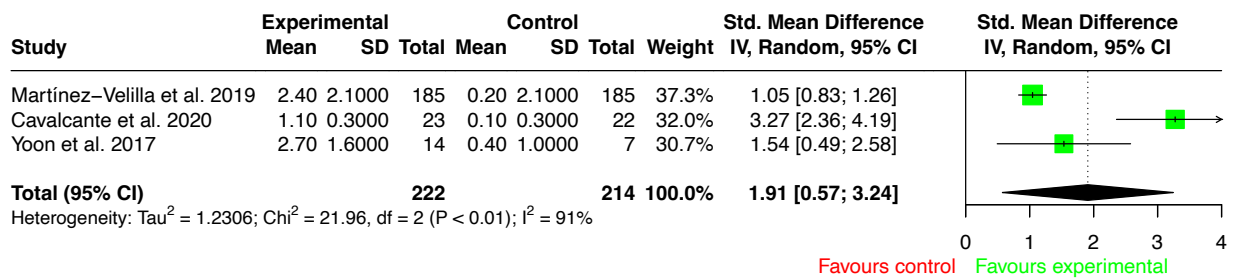 Experimental Control Std. Mean Difference Std. Mean Difference
Study Mean SD Total Mean SD Total Weight IV, Random, 95% CI IV, Random, 95% CI
Martínez−Velilla et al. 2019 2.40 2.1000 185 0.20 2.1000 185 37.3% 1.05 [0.83; 1.26]
Cavalcante et al. 2020 1.10 0.3000 23 0.10 0.3000 22 32.0% 3.27 [2.36; 4.19]
Yoon et al. 2017 2.70 1.6000 14 0.40 1.0000 7 30.7% 1.54 [0.49; 2.58]
Total (95% CI) 222 214 100.0% 1.91 [0.57; 3.24]
Heterogeneity: Tau² = 1.2306; Chi² = 21.96, df = 2 (P < 0.01); I² = 91%
0 1 2 3 4
Favours control Favours experimental